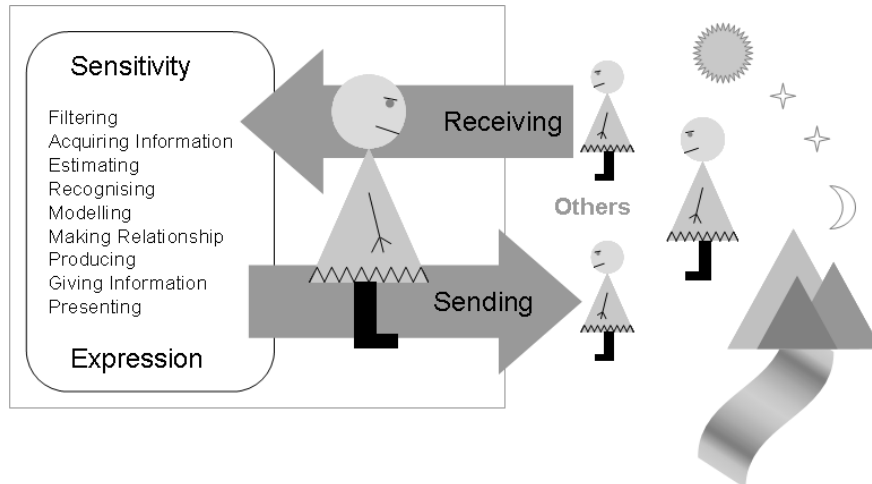 Sensitivity
Filtering
Acquiring Information
Estimating
Recognising
Modelling
Making Relationship
Producing
Giving Information
Presenting
Expression
Receiving
Others
Sending